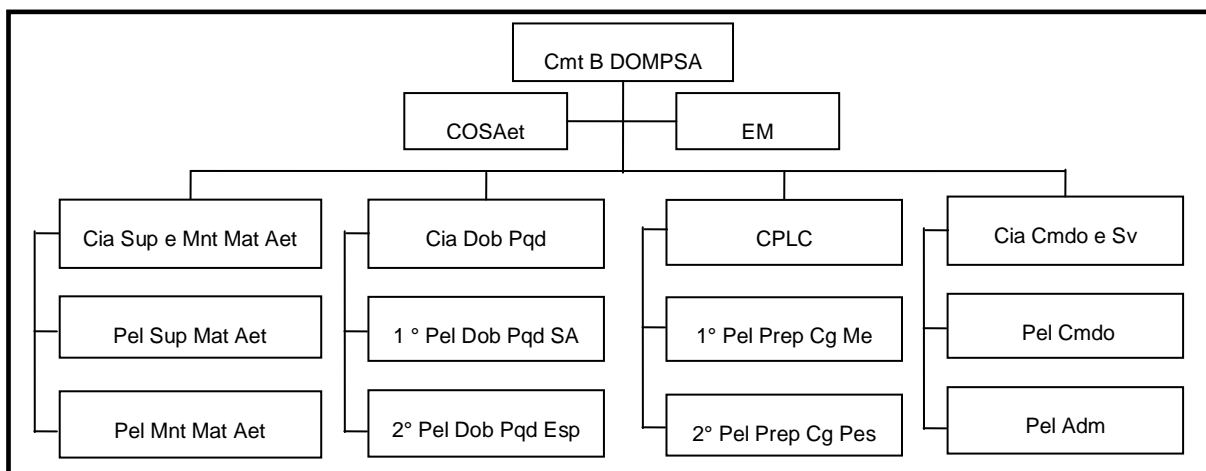 Cmt B DOMPSA
COSAet
EM
Cia Sup e Mnt Mat Aet
Cia Dob Pqd
CPLC
Cia Cmdo e Sv
Pel Sup Mat Aet
1 ° Pel Dob Pqd SA
1° Pel Prep Cg Me
Pel Cmdo
Pel Mnt Mat Aet
2° Pel Dob Pqd Esp
2° Pel Prep Cg Pes
Pel Adm